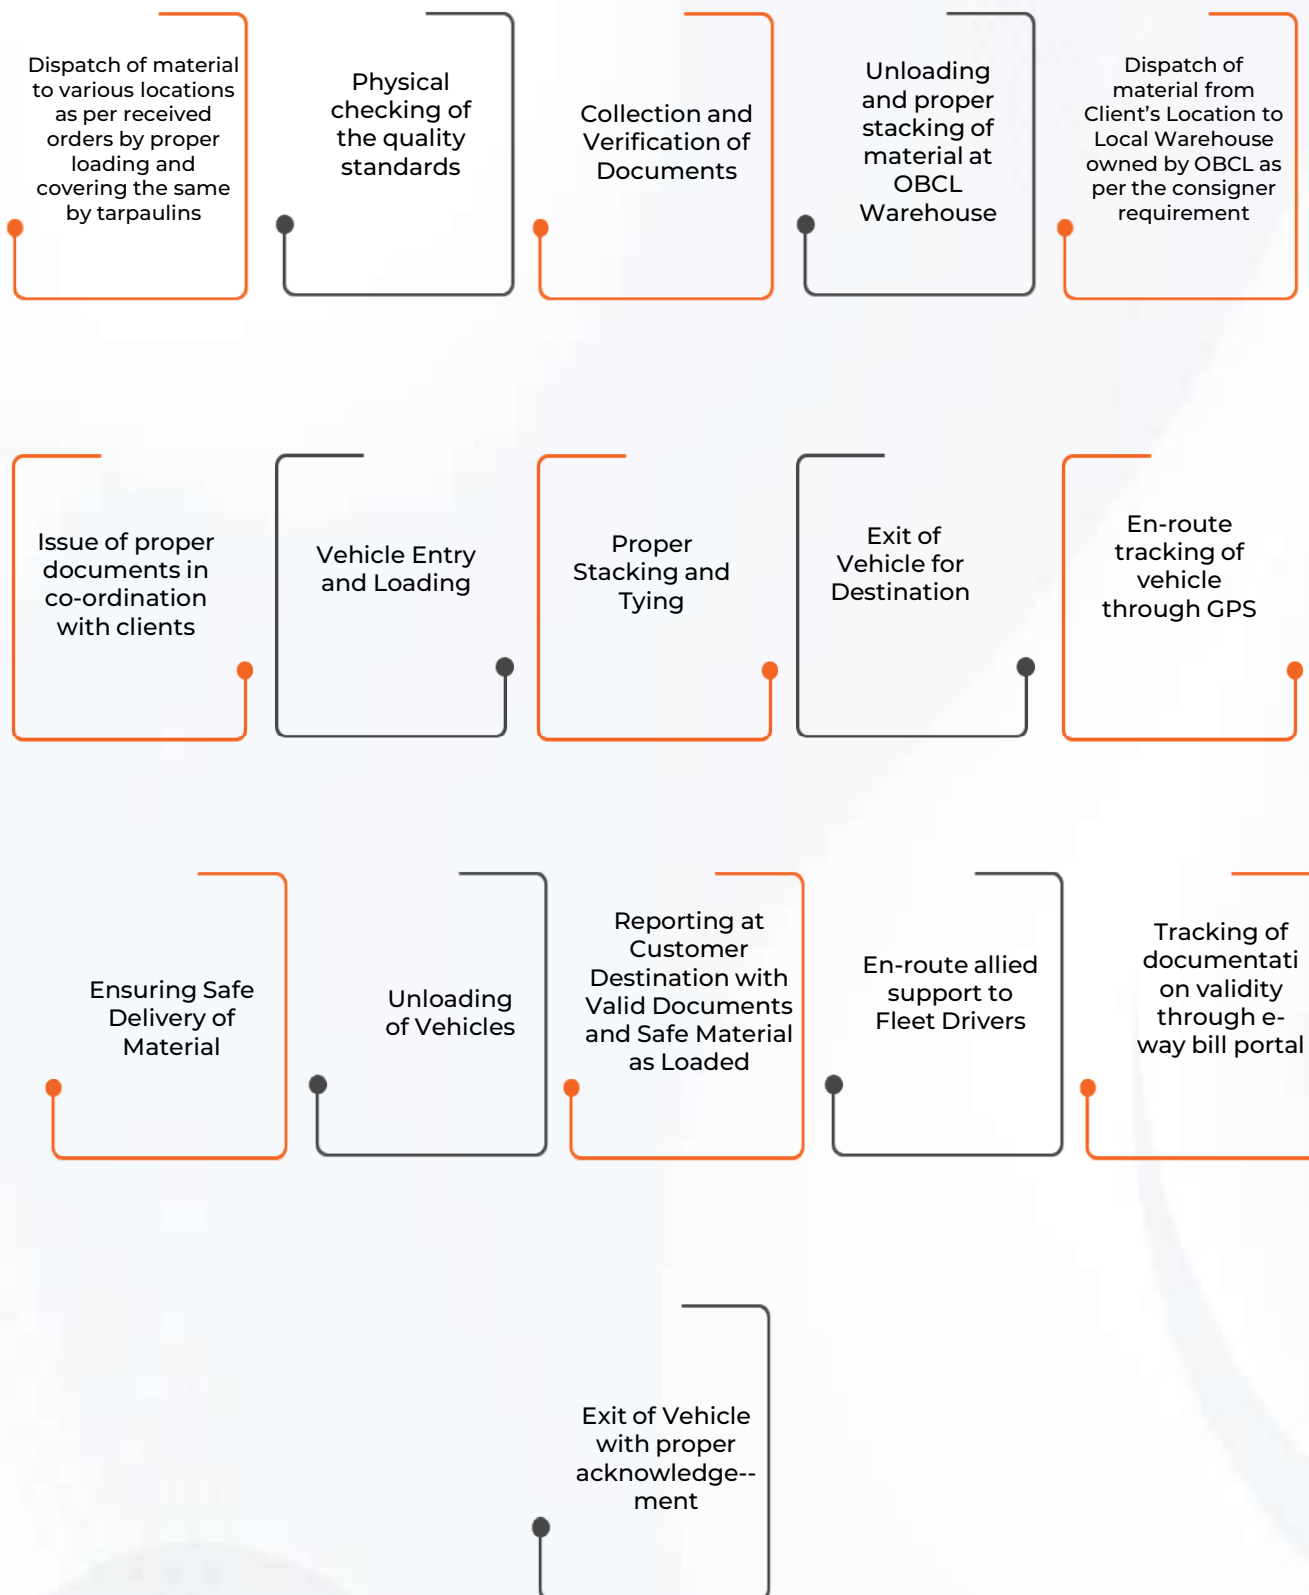 Dispatch of material
to various locations
as per received
orders by proper
loading and
covering the same
by tarpaulins
Physical
checking of
the quality
standards
Collection and
Verification of
Documents
Unloading
and proper
stacking of
material at
OBCL
Warehouse
Dispatch of
material from
Client’s Location to
Local Warehouse
owned by OBCL as
per the consigner
requirement
Issue of proper
documents in
co-ordination
with clients
Vehicle Entry
and Loading
Proper
Stacking and
Tying
Exit of
Vehicle for
Destination
En-route
tracking of
vehicle
through GPS
Ensuring Safe
Delivery of
Material
Unloading
of Vehicles
Reporting at
Customer
Destination with
Valid Documents
and Safe Material
as Loaded
En-route allied
support to
Fleet Drivers
Tracking of
documentati
on validity
through e-
way bill portal
Exit of Vehicle
with proper
acknowledge--
ment